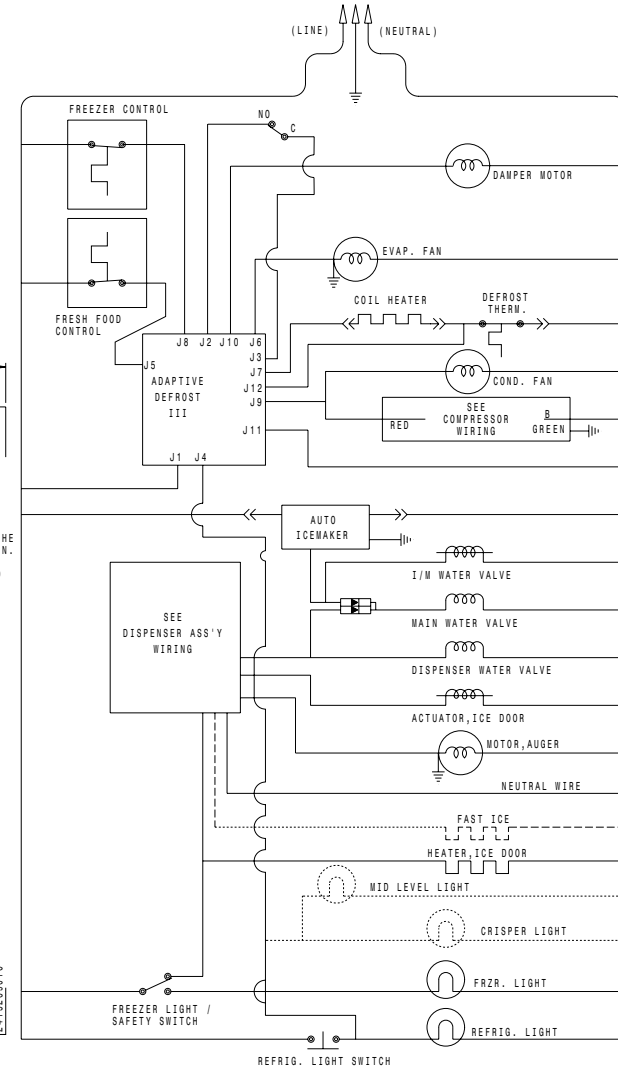 (LINE)
(NEUTRAL)
FREEZER CONTROL
NO
C
DAMPER MOTOR
EVAP. FAN
COIL HEATER
DEFROST
THERM.
FRESH FOOD
CONTROL
J8 J2 J10 J6
J5
J3
ADAPTIVE
DEFROST
III
J7
J12
J9
J11
J1 J4
COND. FAN
SEE
COMPRESSOR
WIRING
RED
B
GREEN
HE
N.
AUTO
ICEMAKER
I/M WATER VALVE
SEE
DISPENSER ASS'Y
WIRING
MAIN WATER VALVE
DISPENSER WATER VALVE
ACTUATOR,ICE DOOR
MOTOR,AUGER
NEUTRAL WIRE
FAST ICE
HEATER,ICE DOOR
MID LEVEL LIGHT
CRISPER LIGHT
FREEZER LIGHT /
SAFETY SWITCH
FRZR. LIGHT
REFRIG. LIGHT
REFRIG. LIGHT SWITCH